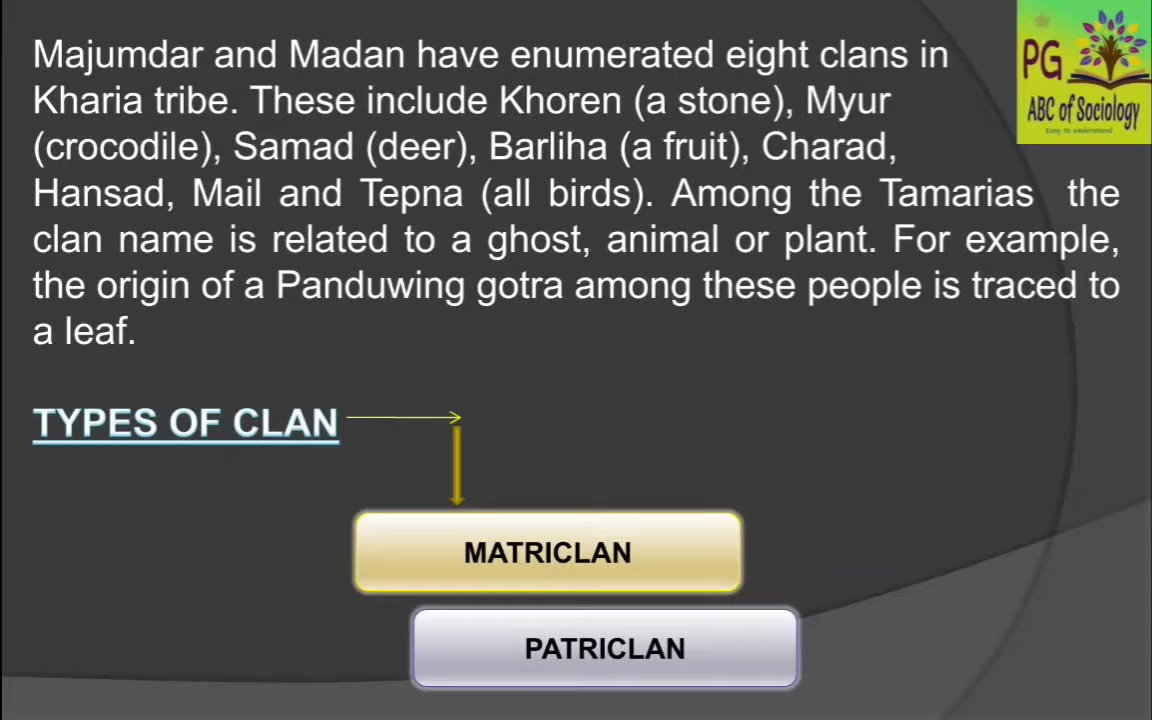 Majumdar and Madan have enumerated eight clans in
Kharia tribe. These include Khoren (a stone), Myur
(crocodile), Samad (deer), Barliha (a fruit), Charad,
Hansad, Mail and Tepna (all birds). Among the Tamarias the
clan name is related to a ghost, animal or plant. For example,
the origin of a Panduwing gotra among these people is traced to
a leaf.
TYPES OF CLAN
MATRICLAN
PATRICLAN
PG
ABC of Sociology
Easy to understand